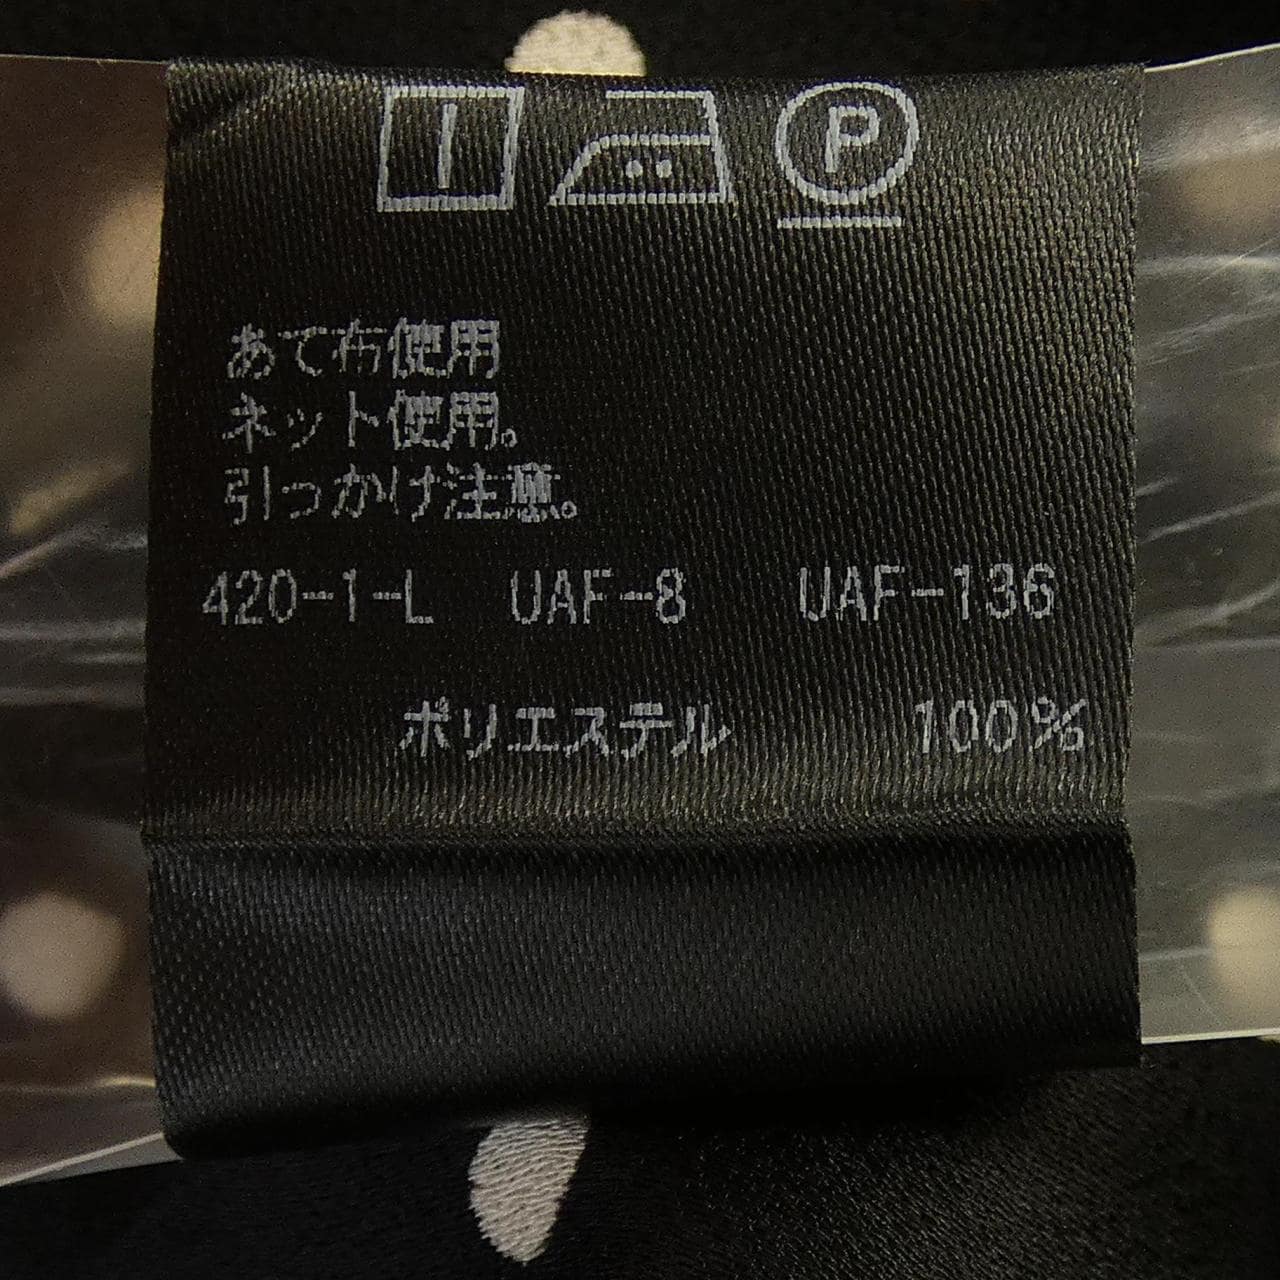 P
あて布使用
ネット使用。
引っかけ注意。
420-1-L UAF-8 UAF-136
ポリエステル 100%